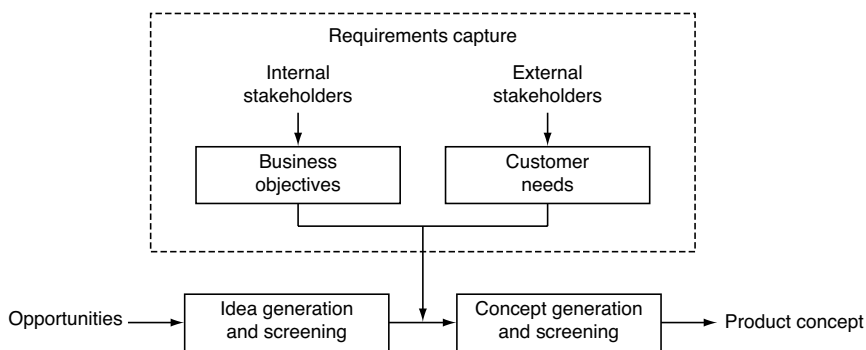 Requirements capture
Internal
stakeholders
External
stakeholders
Business
objectives
Customer
needs
Opportunities
Idea generation
and screening
Concept generation
and screening
Product concept